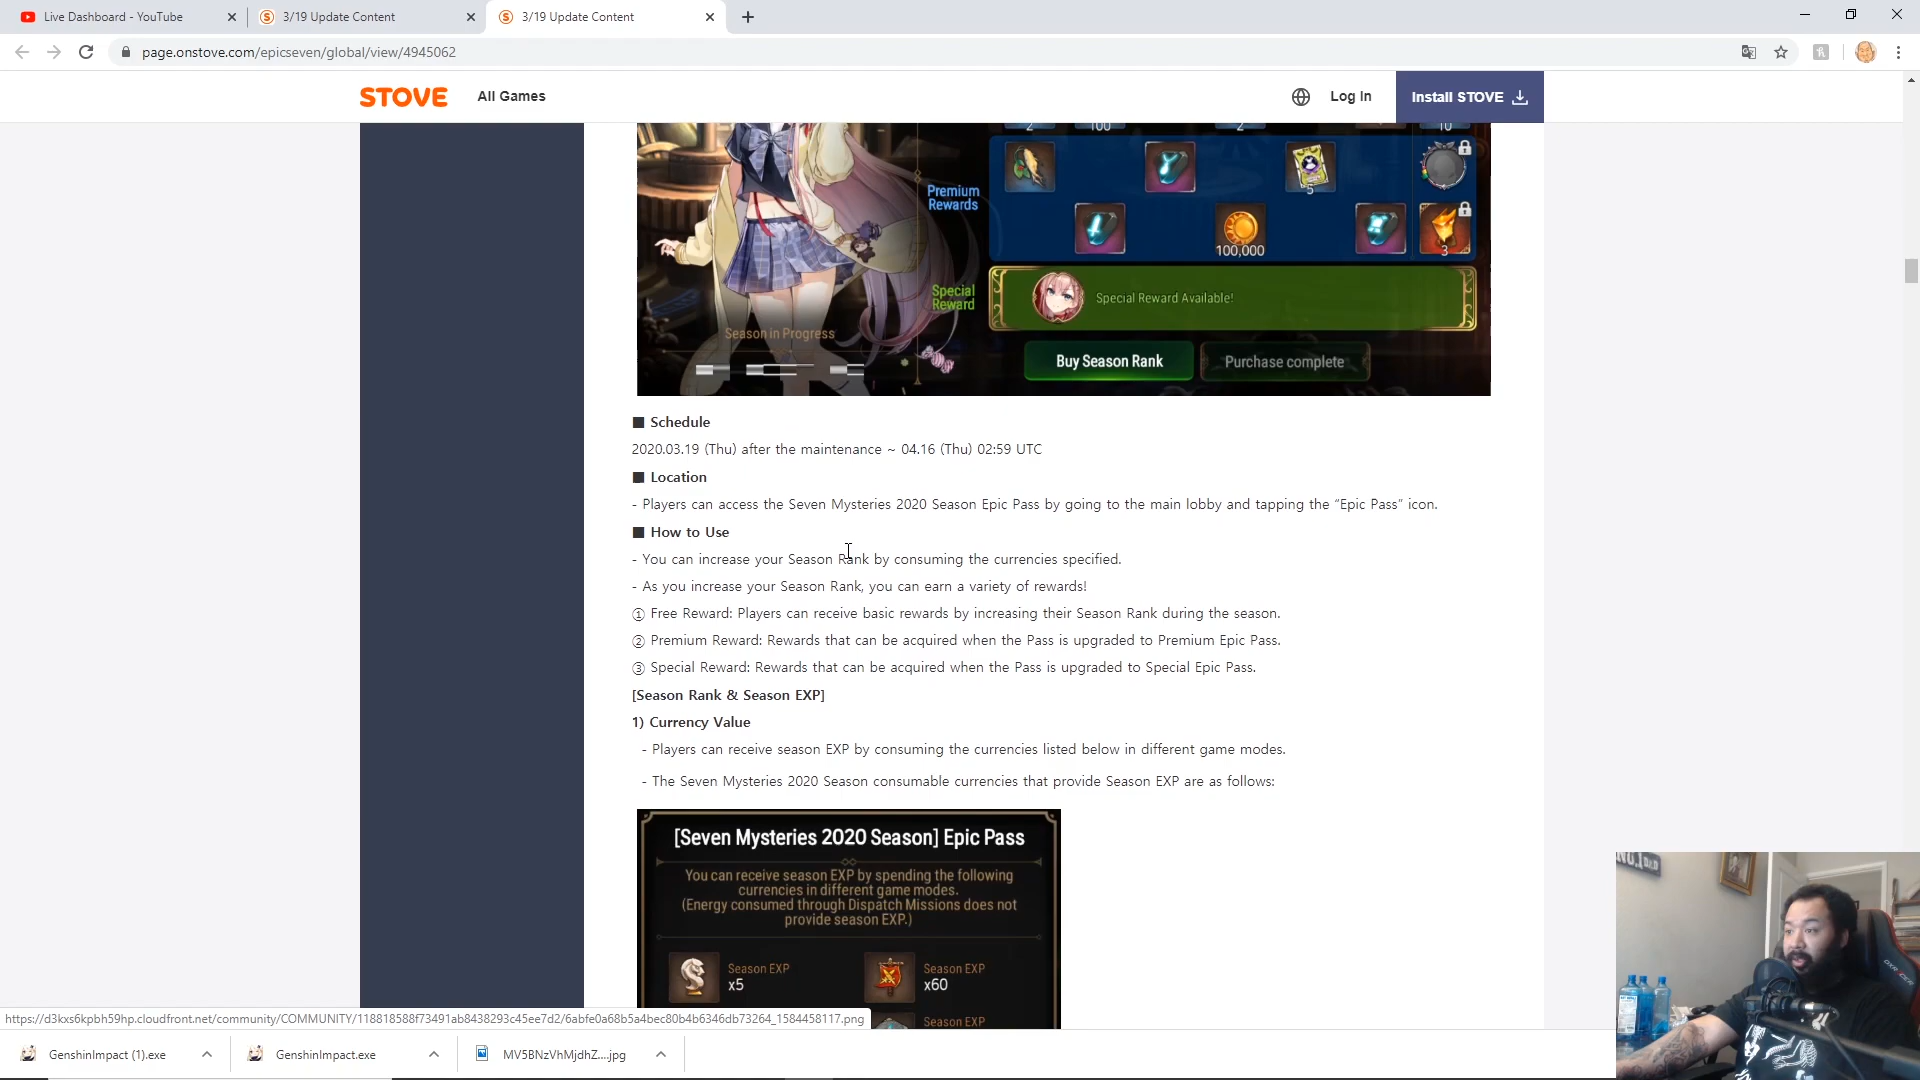 Live Dashboard - YouTube
3/19 Update Content
3/19 Update Content
page.onstove.com/epicseven/global/view/4945062
STOVE
All Games
Log In
Install STOVE
2
100
2
10
5
Premium
Rewards
100,000
3
Special
Reward
Special Reward Available!
Season in Progress
Buy Season Rank
Purchase complete
■ Schedule
2020.03.19 (Thu) after the maintenance ~ 04.16 (Thu) 02:59 UTC
■ Location
- Players can access the Seven Mysteries 2020 Season Epic Pass by going to the main lobby and tapping the “Epic Pass” icon.
■ How to Use
- You can increase your Season Rank by consuming the currencies specified.
- As you increase your Season Rank, you can earn a variety of rewards!
① Free Reward: Players can receive basic rewards by increasing their Season Rank during the season.
② Premium Reward: Rewards that can be acquired when the Pass is upgraded to Premium Epic Pass.
③ Special Reward: Rewards that can be acquired when the Pass is upgraded to Special Epic Pass.
[Season Rank & Season EXP]
1) Currency Value
- Players can receive season EXP by consuming the currencies listed below in different game modes.
- The Seven Mysteries 2020 Season consumable currencies that provide Season EXP are as follows:
[Seven Mysteries 2020 Season] Epic Pass
You can receive season EXP by spending the following
currencies in different game modes.
(Energy consumed through Dispatch Missions does not
provide season EXP.)
Season EXP
x5
Season EXP
x60
Season EXP
https://d3kxs6kpbh59hp.cloudfront.net/community/COMMUNITY/118818588f73491ab8438293c45ee7d2/6abfe0a68b5a4bec80b4b6346db73264_1584458117.png
GenshinImpact (1).exe
GenshinImpact.exe
MV5BNzVhMjdhZ....jpg